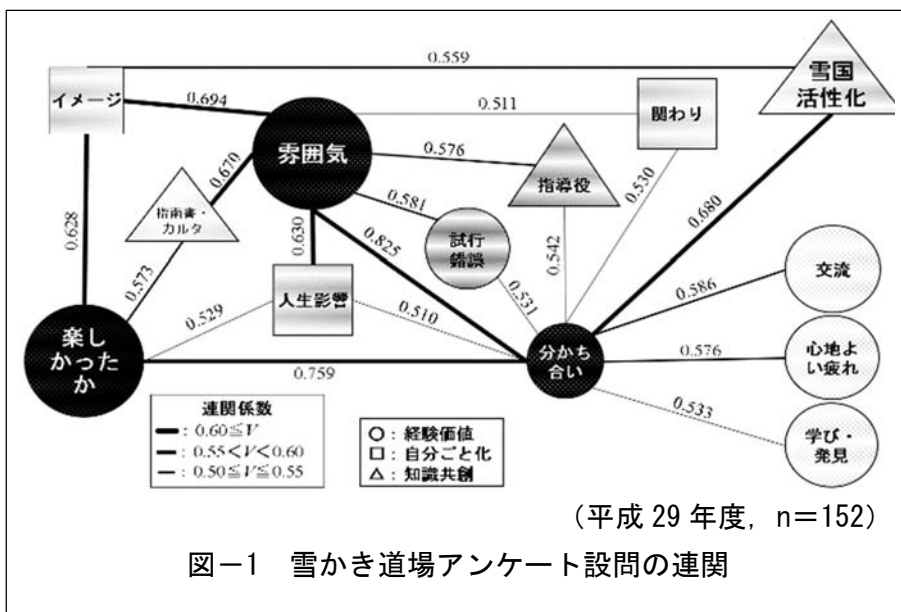 0.559
雪国
活性化
イメージ
0.694
0.511
関わり
雰囲気
0.576
指導役
0.670
指南書・
カルタ
0.581
0.530
0.680
0.628
0.630
0.825
試行
錯誤
0.542
0.573
人生影響
0.531
交流
0.529
0.510
0.586
楽し
かった
か
分かち
合い
0.576
心地よ
い疲れ
0.759
0.533
学び・
発見
連関係数
━ : 0.60≦V
━ : 0.55<V<0.60
─ : 0.50≦V≦0.55
○ : 経験価値
□ : 自分ごと化
△ : 知識共創
(平成 29 年度, n=152)
図-1 雪かき道場アンケート設問の連関